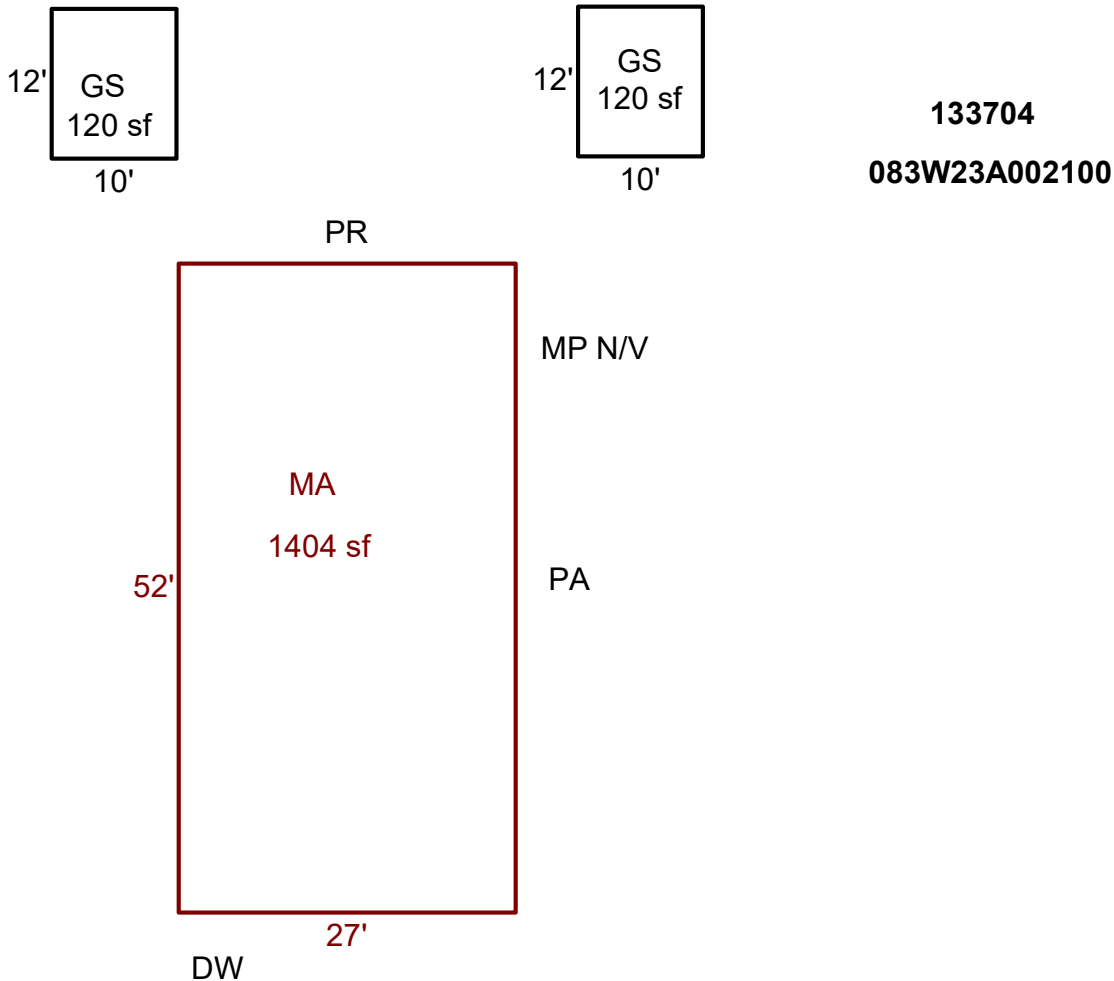 12'
GS
120 sf
10'
12'
GS
120 sf
10'
133704
083W23A002100
PR
MP N/V
MA
1404 sf
52'
PA
27'
DW